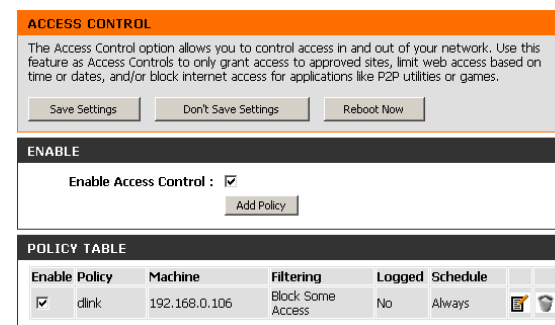 ACCESS CONTROL
The Access Control option allows you to control access in and out of your network. Use this
feature as Access Controls to only grant access to approved sites, limit web access based on
time or dates, and/or block internet access for applications like P2P utilities or games.
Save Settings Don't Save Settings Reboot Now
ENABLE
Enable Access Control :
Add Policy
POLICY TABLE
Enable Policy Machine Filtering Logged Schedule
dlink 192.168.0.106 Block Some Access No Always